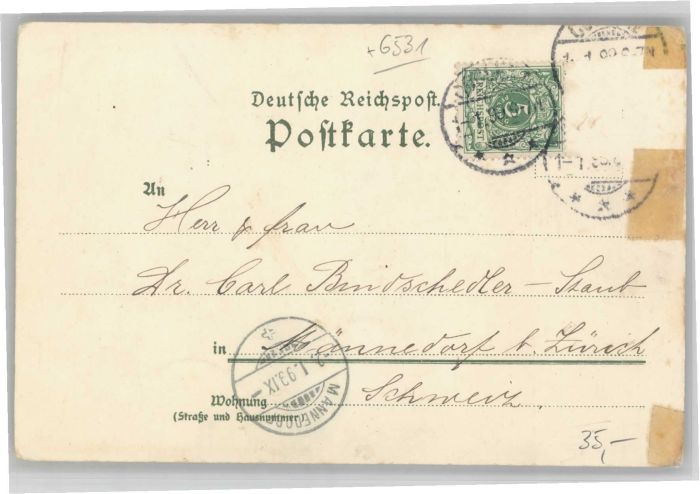 +6531
Deutsche Reichspost.
Postkarte.
5
An
Herr & frau
Dr. Carl Bindschedler-Staub
in Männedorf b. Zürich
Wohnung Schweiz.
(Straße und Hausnummer)
MÄNNEDORF
35,-